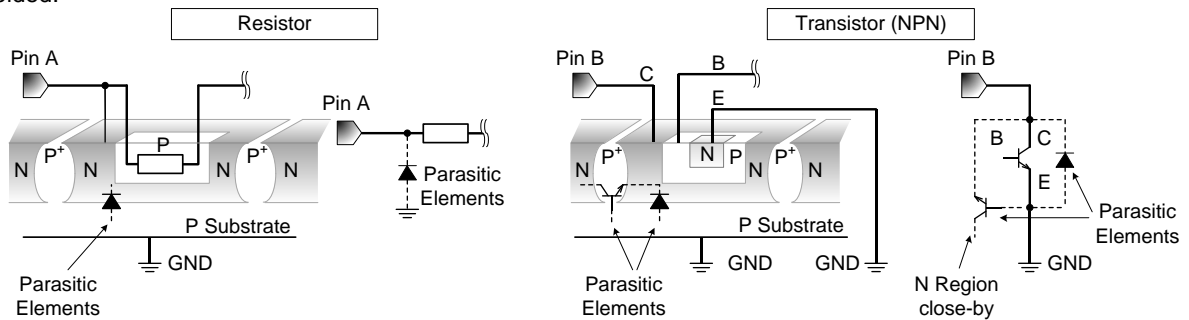 Resistor
Transistor (NPN)
Pin A
Pin B
C
B
E
Pin B
Pin A
N
P+
N
P
N
P+
N
Parasitic
Elements
P Substrate
GND
Parasitic
Elements
N
P+
N
N
P
N
P+
N
P Substrate
GND
GND
Parasitic
Elements
B
C
E
Parasitic
Elements
GND
N Region
close-by